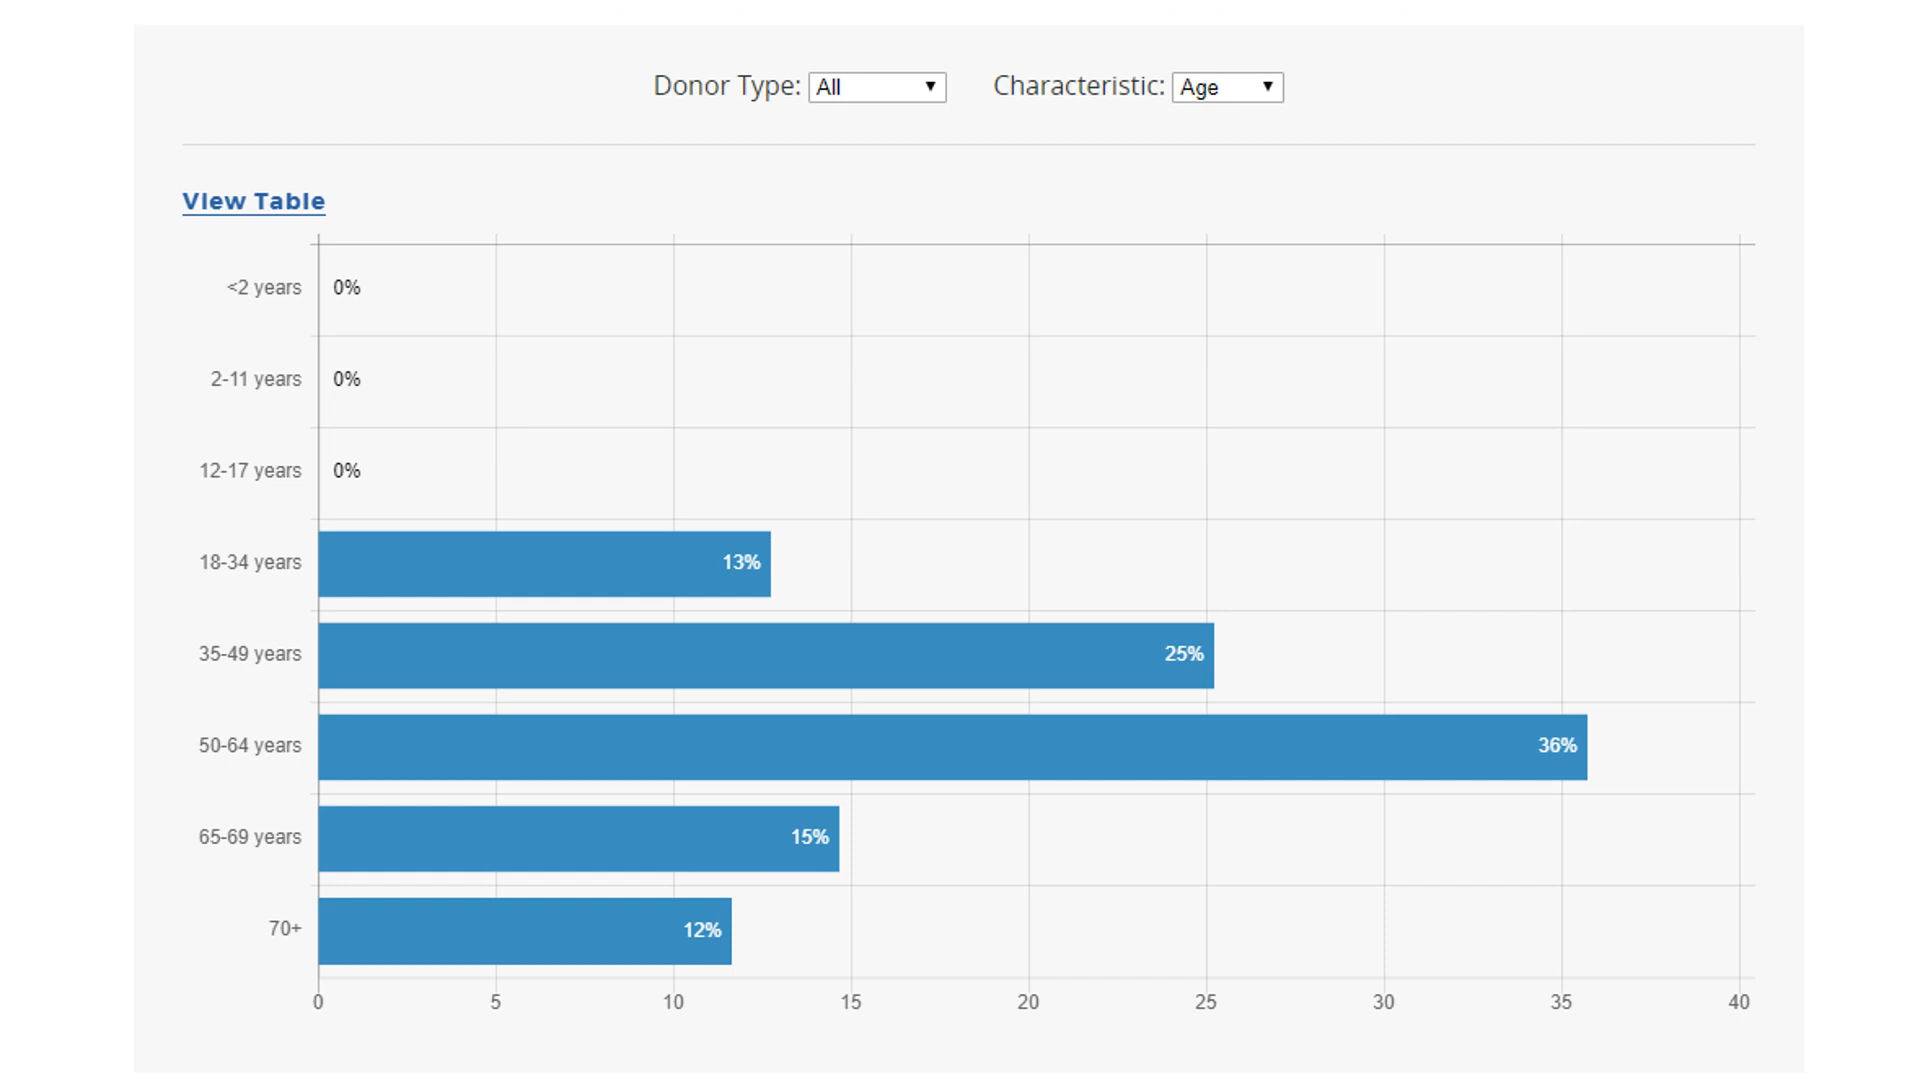 Donor Type: All Characteristic: Age
VIew Table
<2 years 0%
2-11 years 0%
12-17 years 0%
18-34 years 13%
35-49 years 25%
50-64 years 36%
65-69 years 15%
70+ 12%
0 5 10 15 20 25 30 35 40